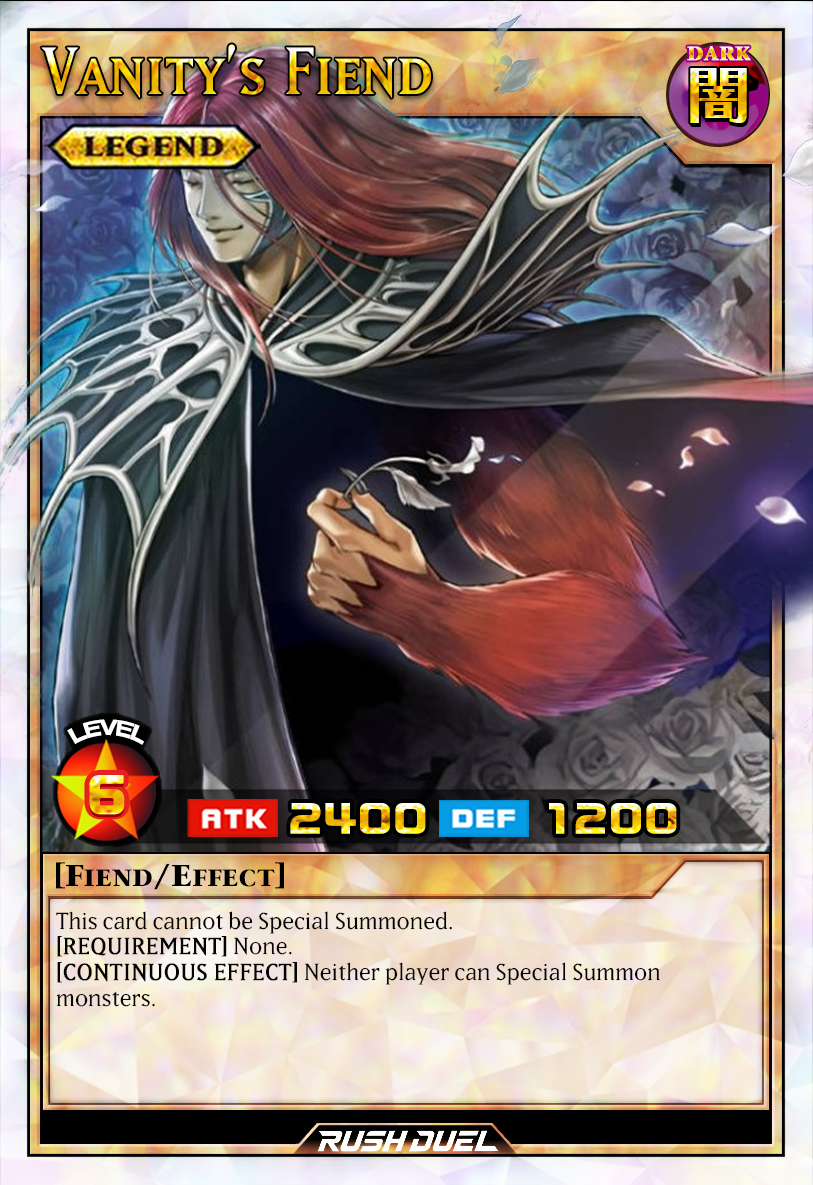 Vanity's Fiend
DARK
闇
LEGEND
LEVEL
6
ATK 2400 DEF 1200
[Fiend/Effect]
This card cannot be Special Summoned.
[REQUIREMENT] None.
[CONTINUOUS EFFECT] Neither player can Special Summon
monsters.
RUSH DUEL